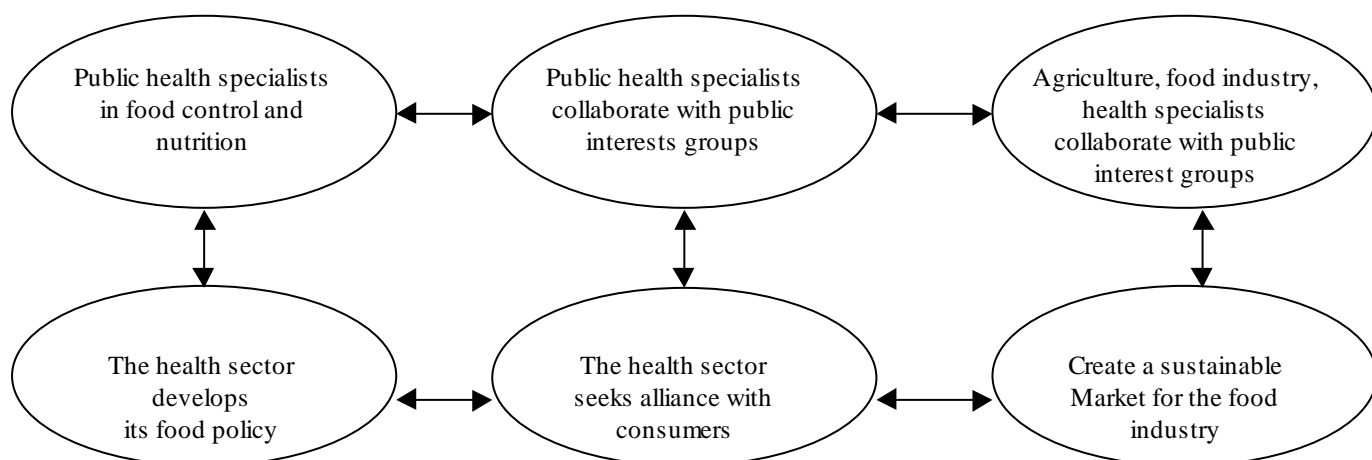 Public health specialists
in food control and
nutrition
Public health specialists
collaborate with public
interests groups
Agriculture, food industry,
health specialists
collaborate with public
interest groups
The health sector
develops
its food policy
The health sector
seeks alliance with
consumers
Create a sustainable
Market for the food
industry